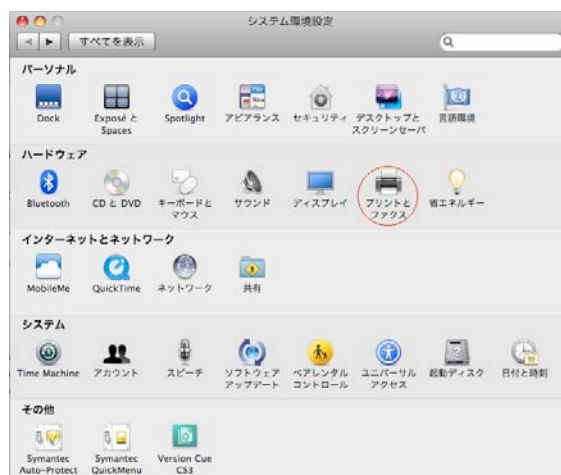 システム環境設定
すべてを表示
パーソナル
Dock
Exposé と
Spaces
Spotlight
アピアランス
セキュリティ
デスクトップと
スクリーンセーバ
言語環境
ハードウェア
Bluetooth
CD と DVD
キーボードと
マウス
サウンド
ディスプレイ
プリントと
ファクス
省エネルギー
インターネットとネットワーク
MobileMe
QuickTime
ネットワーク
共有
システム
Time Machine
アカウント
スピーチ
ソフトウェア
アップデート
ペアレンタル
コントロール
ユニバーサル
アクセス
起動ディスク
日付と時刻
その他
Symantec
Auto-Protect
Symantec
QuickMenu
Version Cue
CS3